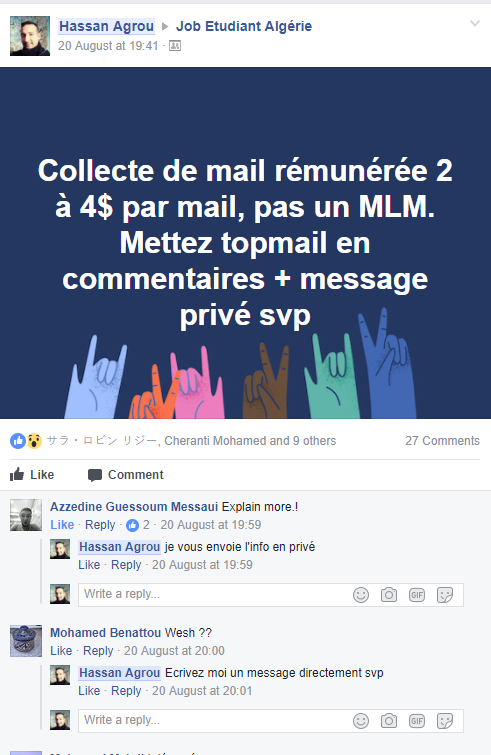 Hassan Agrou ▸ Job Etudiant Algérie
20 August at 19:41 ·
Collecte de mail rémunérée 2
à 4$ par mail, pas un MLM.
Mettez topmail en
commentaires + message
privé svp
サラ・ロビン リジー, Cheranti Mohamed and 9 others 27 Comments
Like Comment
Azzedine Guessoum Messaui Explain more.!
Like · Reply · 2 · 20 August at 19:59
Hassan Agrou je vous envoie l'info en privé
Like · Reply · 20 August at 19:59
Write a reply... GIF
Mohamed Benattou Wesh ??
Like · Reply · 20 August at 20:00
Hassan Agrou Ecrivez moi un message directement svp
Like · Reply · 20 August at 20:01
Write a reply... GIF